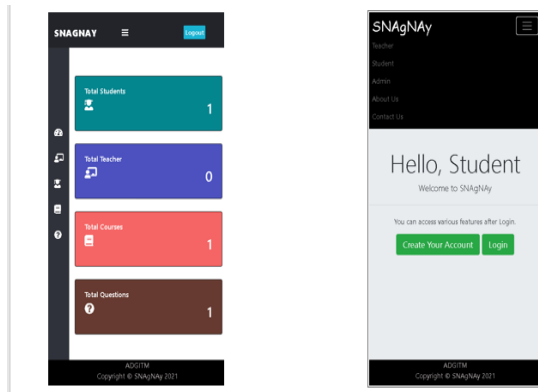 SNAGNAY
Logout
Total Students
1
Total Teacher
0
Total Courses
1
Total Questions
1
ADGITM
Copyright © SNAgNAy 2021
SNAgNAy
Teacher
Student
Admin
About Us
Contact Us
Hello, Student
Welcome to SNAgNAy
You can access various features after Login.
Create Your Account
Login
ADGITM
Copyright © SNAgNAy 2021